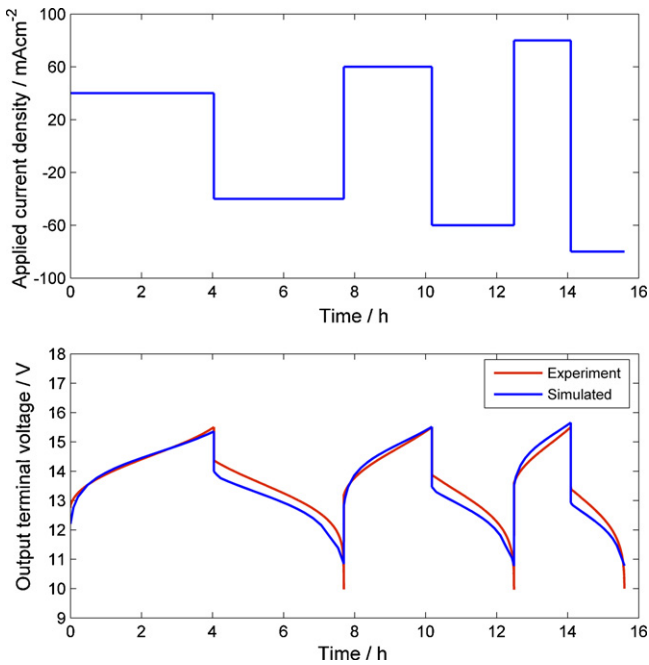 100
60
20
-20
-60
-100
Applied current density / mAcm-2
0 2 4 6 8 10 12 14 16
Time / h
18
17
16
15
14
13
12
11
10
9
Output terminal voltage / V
Experiment
Simulated
0 2 4 6 8 10 12 14 16
Time / h